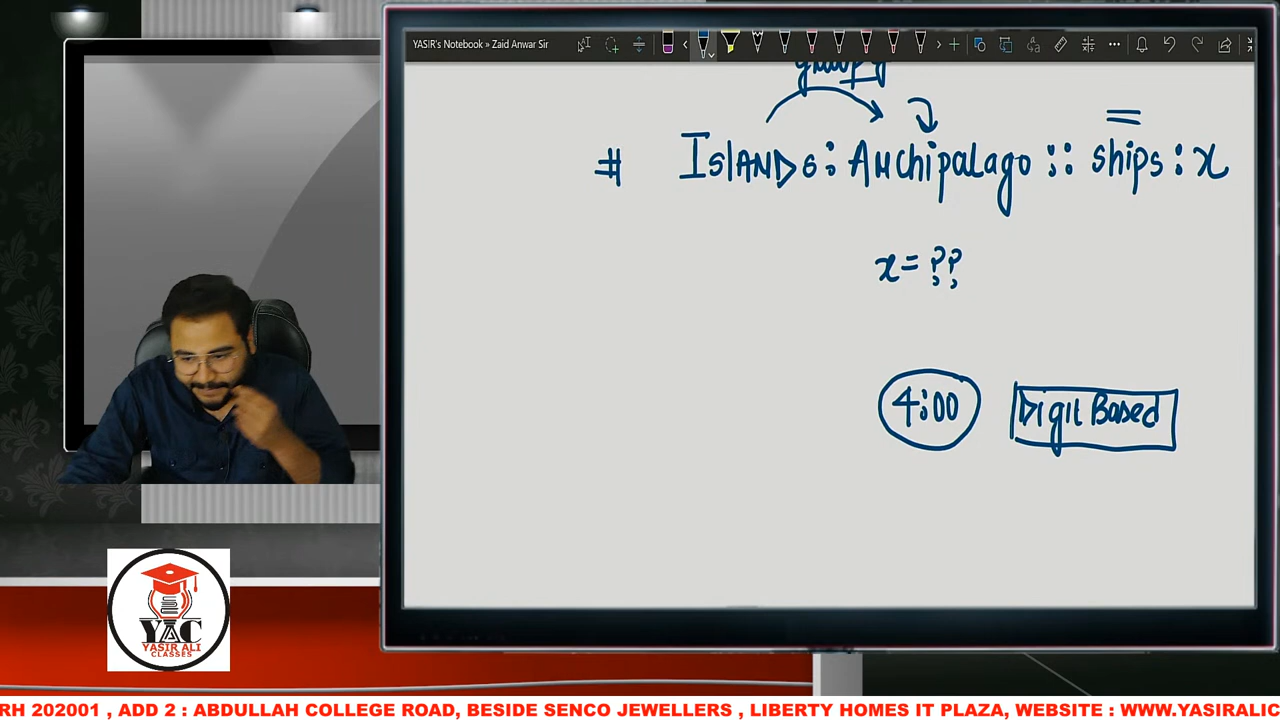 YASIR's Notebook » Zaid Anwar Sir
# ISLANDS : Archipalago :: ships : x
x = ??
4:00 Digit Based
YAC
YASIR ALI
CLASSES
RH 202001 , ADD 2 : ABDULLAH COLLEGE ROAD, BESIDE SENCO JEWELLERS , LIBERTY HOMES IT PLAZA, WEBSITE : WWW.YASIRALIC